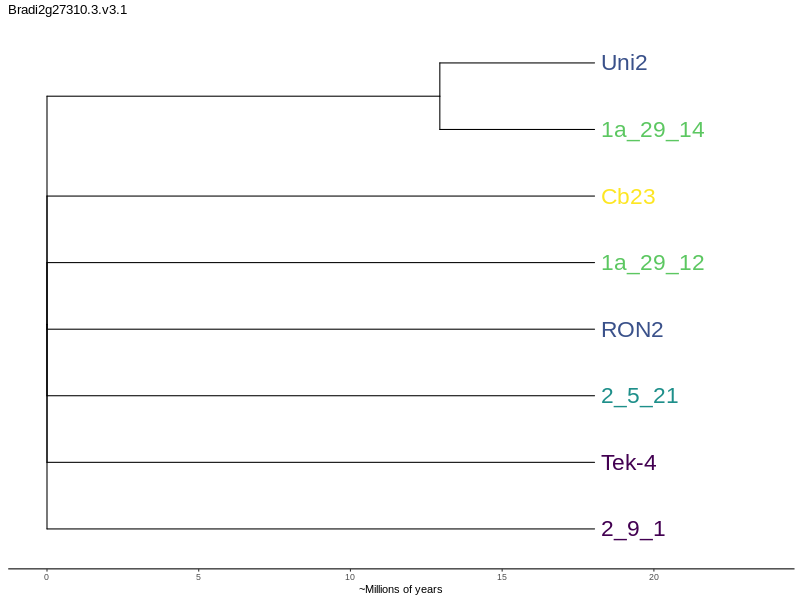 Bradi2g27310.3.v3.1
Uni2
1a_29_14
Cb23
1a_29_12
RON2
2_5_21
Tek-4
2_9_1
0 5 10 15 20
~Millions of years